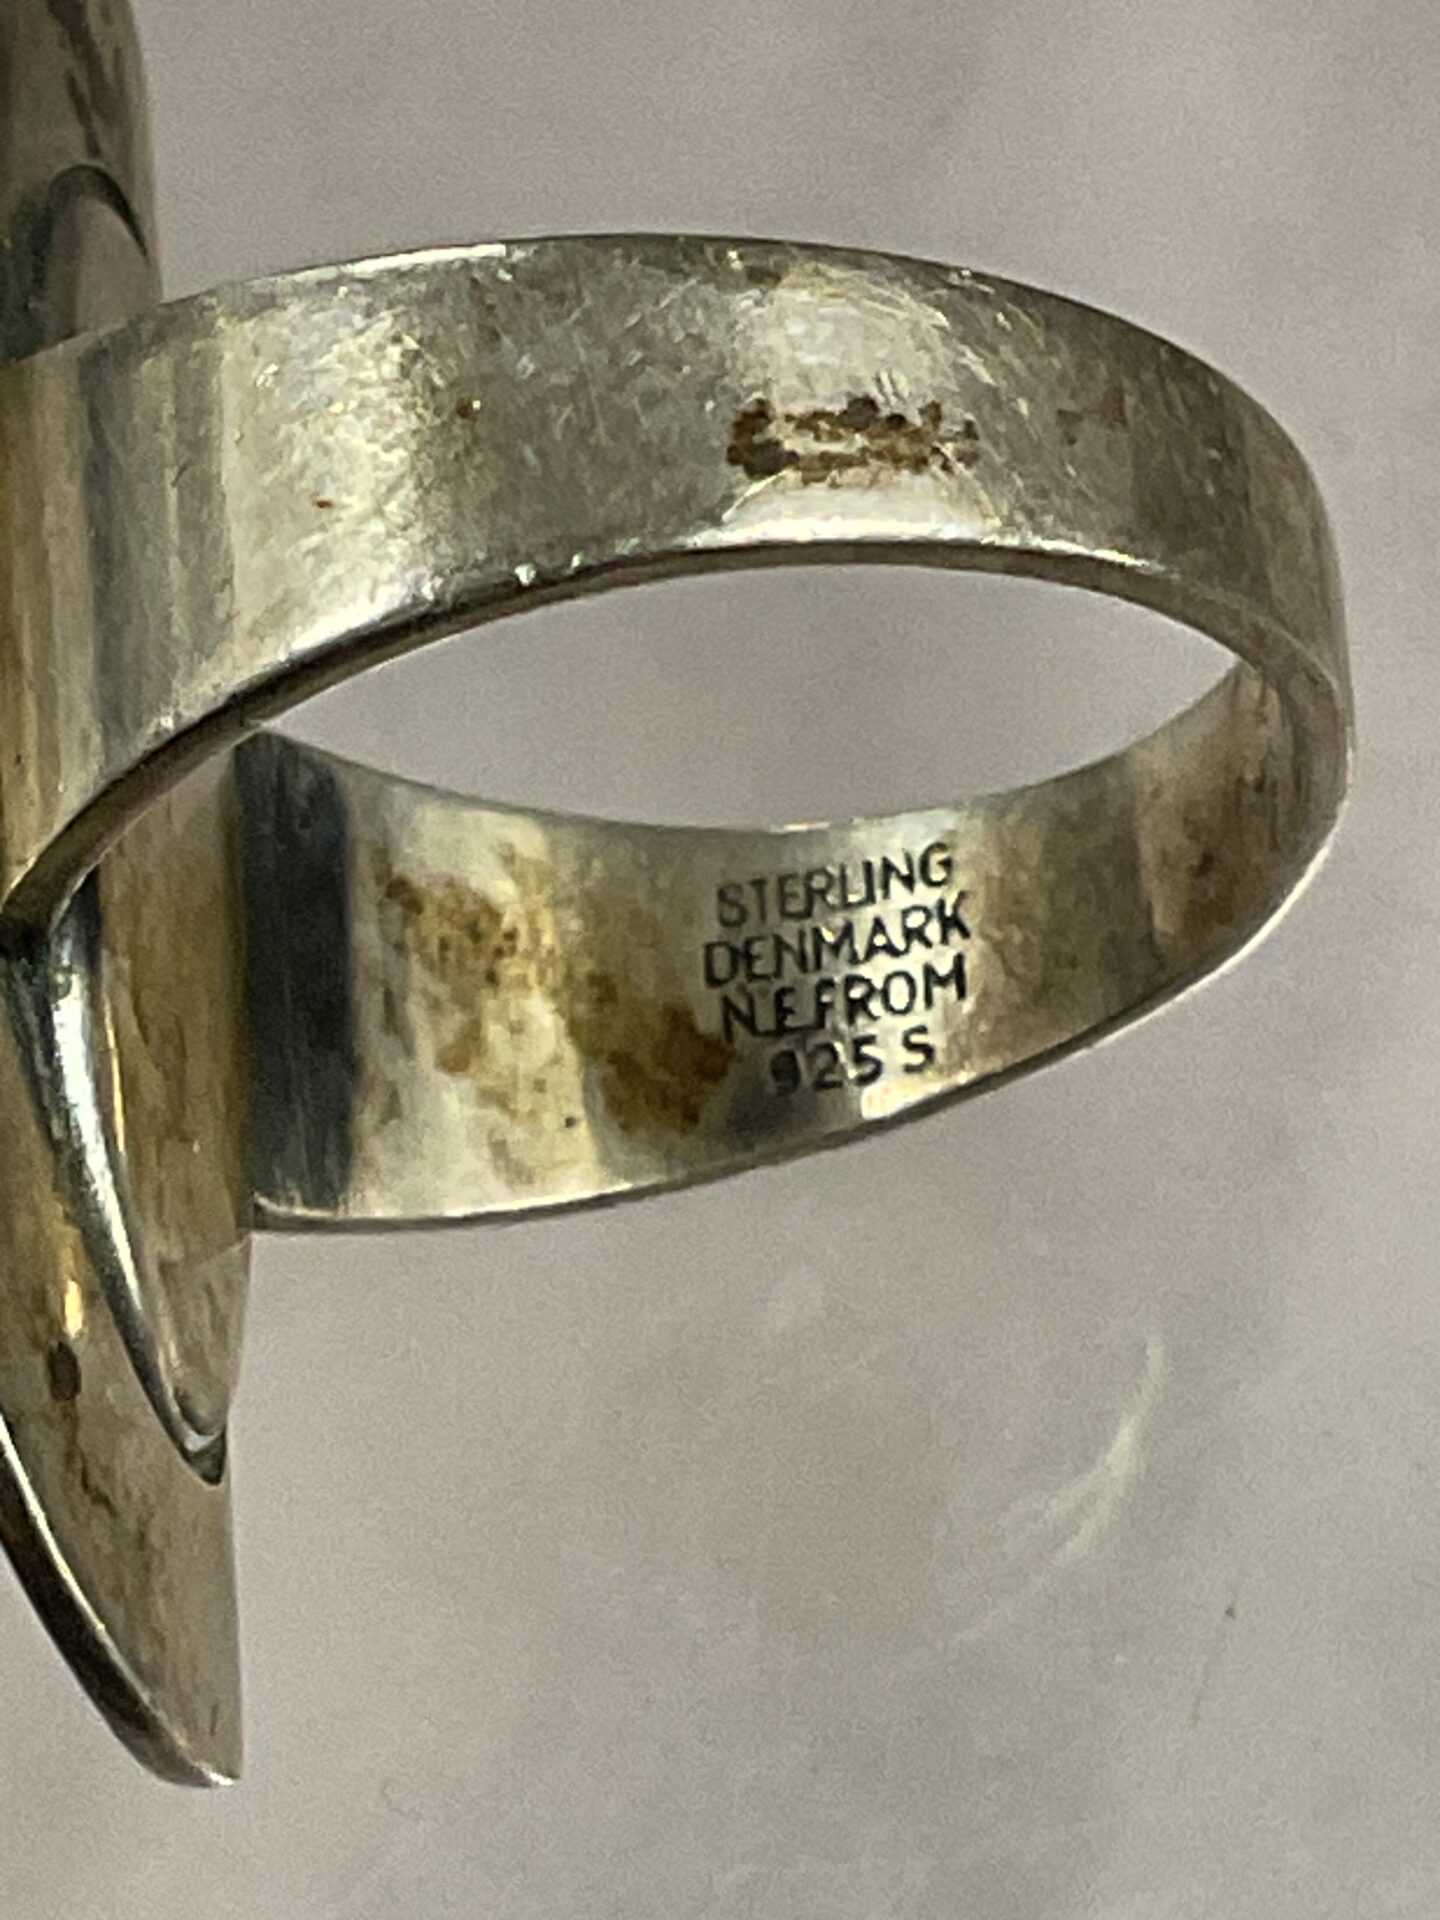 STERLING
DENMARK
N.E.FROM
925 S